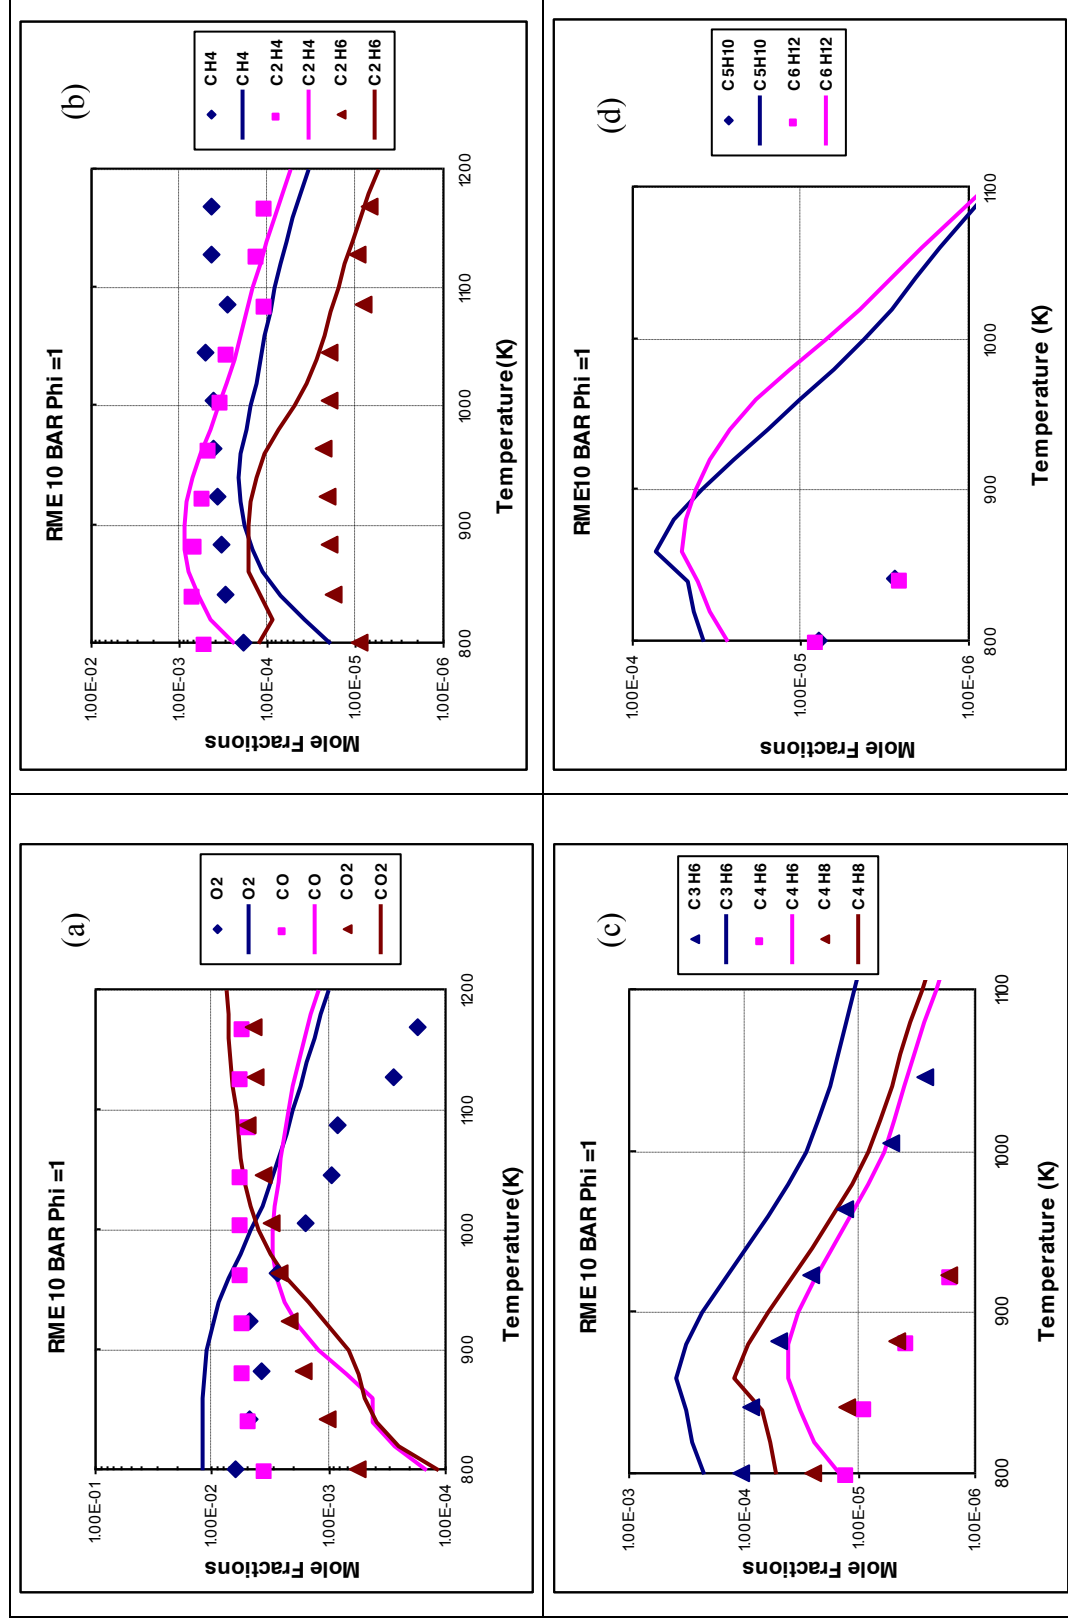 (a)
RME 10 BAR Phi =1
1.00E-01
1.00E-02
1.00E-03
1.00E-04
Mole Fractions
800
900
1000
1100
1200
Temperature(K)
O2
O2
CO
CO
CO2
CO2
(b)
RME 10 BAR Phi =1
1.00E-02
1.00E-03
1.00E-04
1.00E-05
1.00E-06
Mole Fractions
800
900
1000
1100
1200
Temperature(K)
CH4
CH4
C2H4
C2H4
C2H6
C2H6
(c)
RME 10 BAR Phi =1
1.00E-03
1.00E-04
1.00E-05
1.00E-06
Mole Fractions
800
900
1000
1100
Temperature (K)
C3H6
C3H6
C4H6
C4H6
C4H8
C4H8
(d)
RME 10 BAR Phi =1
1.00E-04
1.00E-05
1.00E-06
Mole Fractions
800
900
1000
1100
Temperature (K)
C5H10
C5H10
C6H12
C6H12